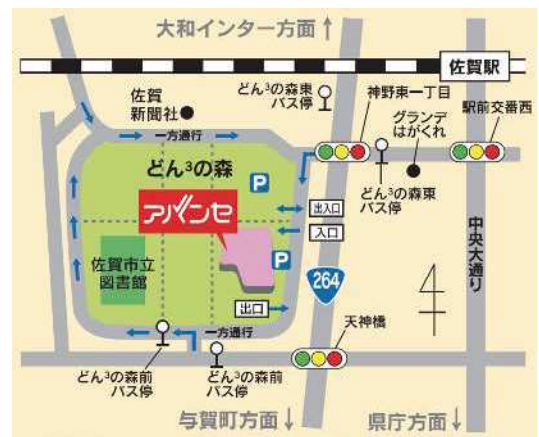 大和インター方面↑
佐賀駅
佐賀
新聞社
どん³の森東
バス停
神野東一丁目
グランデ
はがくれ
駅前交番西
一方通行
どん³の森
P
どん³の森東
バス停
アバンセ
出入口
入口
中央大通り
佐賀市立
図書館
P
264
出口
天神橋
一方通行
どん³の森前
バス停
どん³の森前
バス停
与賀町方面↓
県庁方面↓